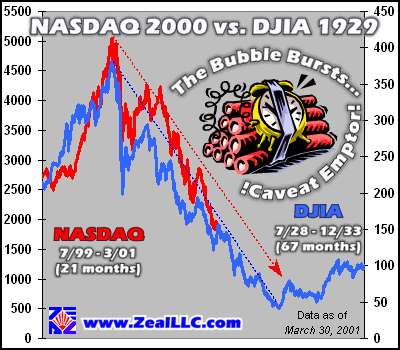 NASDAQ 2000 vs. DJIA 1929
5500
5000
4500
4000
3500
3000
2500
2000
1500
1000
500
0
450
400
350
300
250
200
150
100
50
0
The Bubble Bursts...
!Caveat Emptor!
NASDAQ
7/99 - 3/01
(21 months)
DJIA
7/28 - 12/33
(67 months)
www.ZealLLC.com
Data as of
March 30, 2001